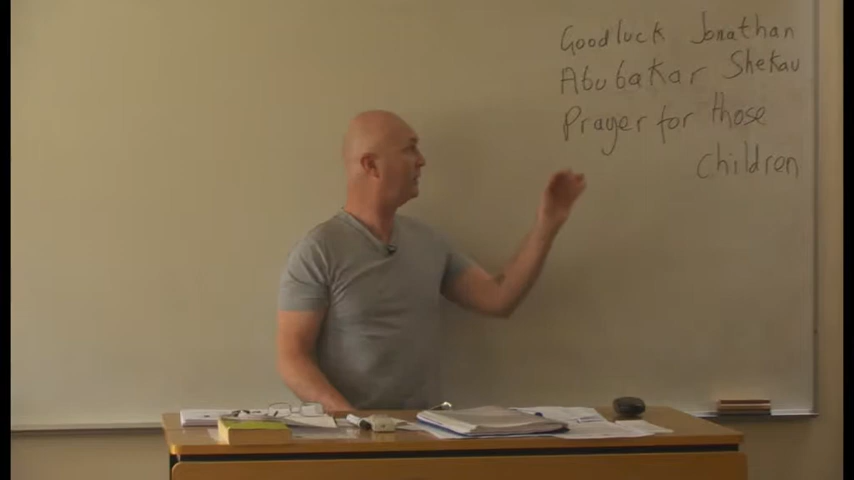 Goodluck Jonathan
Abubakar Shekau
Prayer for those
children